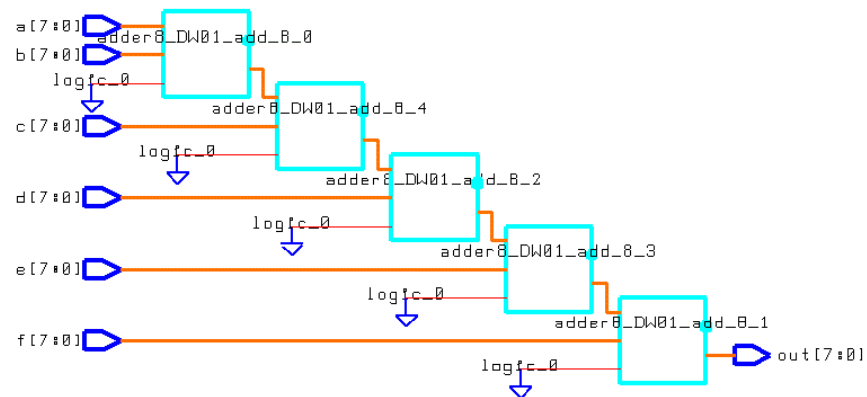 a[7:0]
adder8_DW01_add_8_0
b[7:0]
logic_0
adder8_DW01_add_8_4
c[7:0]
logic_0
adder8_DW01_add_8_2
d[7:0]
logic_0
adder8_DW01_add_8_3
e[7:0]
logic_0
adder8_DW01_add_8_1
f[7:0]
out[7:0]
logic_0